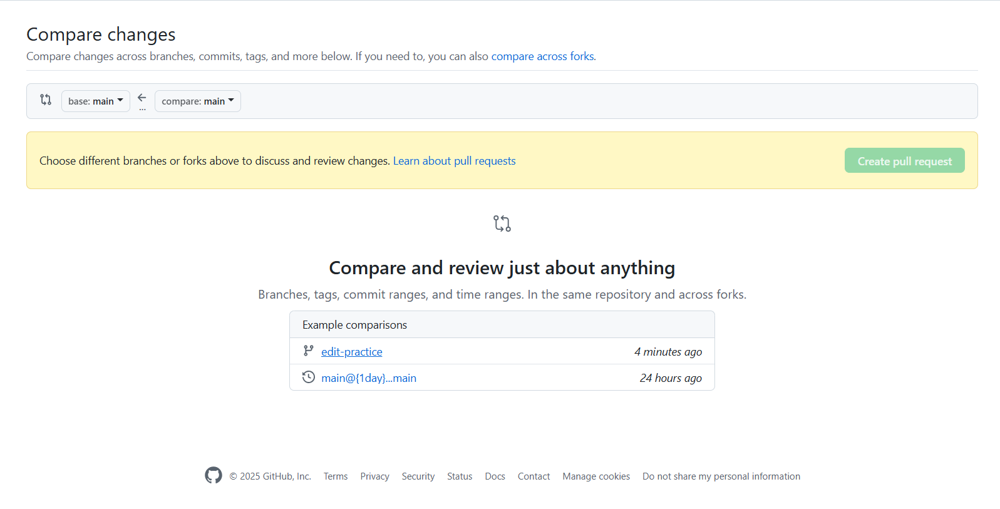 Compare changes
Compare changes across branches, commits, tags, and more below. If you need to, you can also compare across forks.
base: main ... compare: main
Choose different branches or forks above to discuss and review changes. Learn about pull requests Create pull request
Compare and review just about anything
Branches, tags, commit ranges, and time ranges. In the same repository and across forks.
Example comparisons
edit-practice 4 minutes ago
main@{1day}...main 24 hours ago
© 2025 GitHub, Inc. Terms Privacy Security Status Docs Contact Manage cookies Do not share my personal information